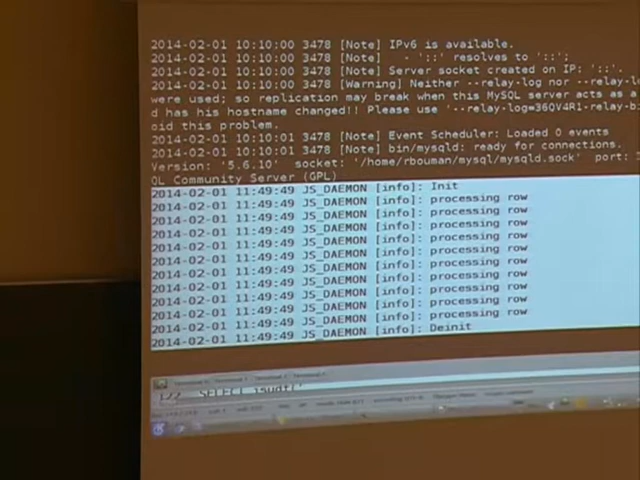 2014-02-01 10:10:00 3478 [Note] IPv6 is available.
2014-02-01 10:10:00 3478 [Note]   - '::' resolves to '::';
2014-02-01 10:10:00 3478 [Note] Server socket created on IP: '::'.
2014-02-01 10:10:00 3478 [Warning] Neither --relay-log nor --relay-l
were used; so replication may break when this MySQL server acts as a
d has his hostname changed!! Please use '--relay-log=36QV4R1-relay-b
oid this problem.
2014-02-01 10:10:01 3478 [Note] Event Scheduler: Loaded 0 events
2014-02-01 10:10:01 3478 [Note] bin/mysqld: ready for connections.
Version: '5.6.10'  socket: '/home/rbouman/mysql/mysqld.sock'  port: 3
QL Community Server (GPL)
2014-02-01 11:49:49 JS_DAEMON [info]: Init
2014-02-01 11:49:49 JS_DAEMON [info]: processing row
2014-02-01 11:49:49 JS_DAEMON [info]: processing row
2014-02-01 11:49:49 JS_DAEMON [info]: processing row
2014-02-01 11:49:49 JS_DAEMON [info]: processing row
2014-02-01 11:49:49 JS_DAEMON [info]: processing row
2014-02-01 11:49:49 JS_DAEMON [info]: processing row
2014-02-01 11:49:49 JS_DAEMON [info]: processing row
2014-02-01 11:49:49 JS_DAEMON [info]: processing row
2014-02-01 11:49:49 JS_DAEMON [info]: processing row
2014-02-01 11:49:49 JS_DAEMON [info]: Deinit
122 SELECT